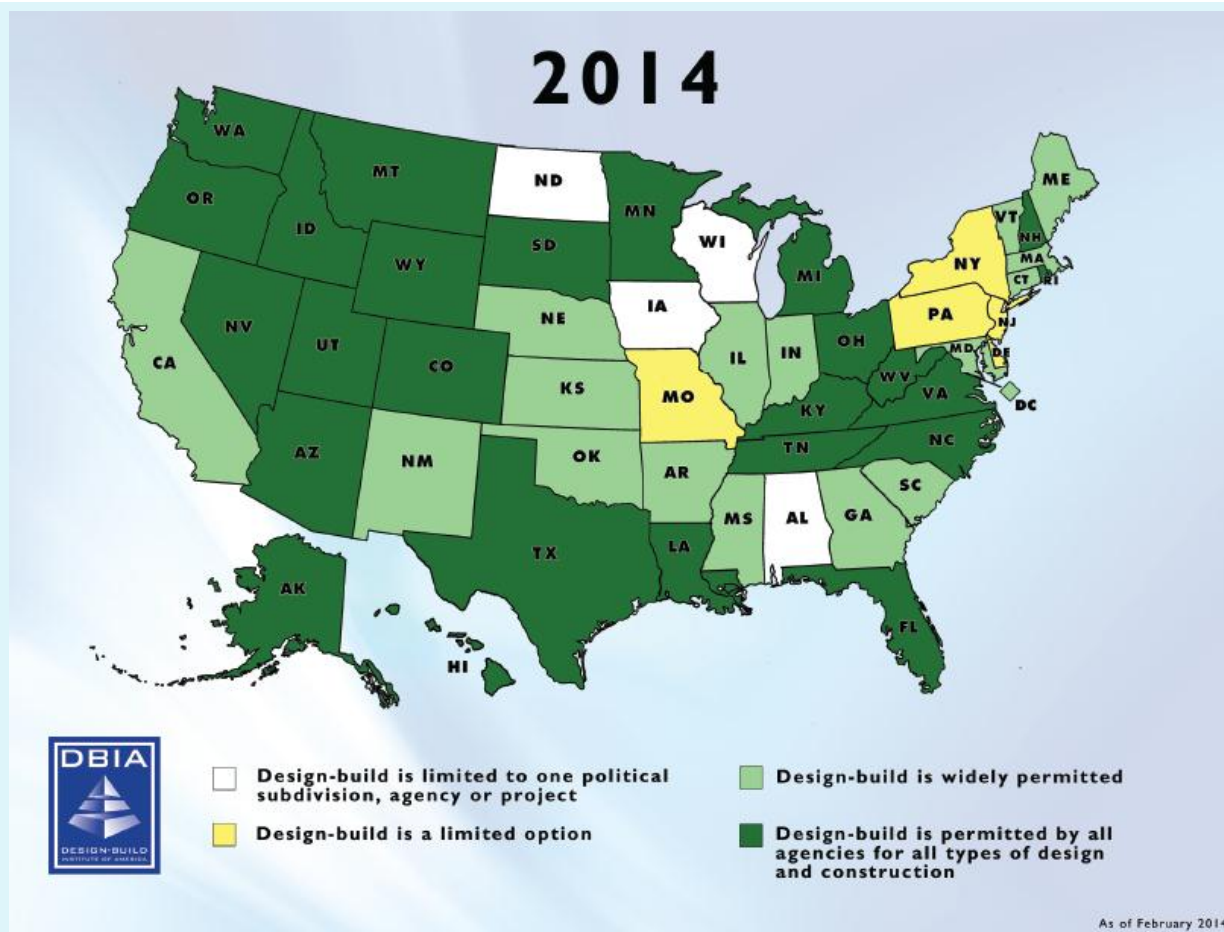 2014
WA
MT
ND
ME
OR
MN
VT
ID
SD
WI
NH
WY
MI
NY
MA
CT
RI
NE
IA
PA
NJ
NV
UT
CO
IL
IN
OH
MD
DE
CA
KS
MO
WV
VA
KY
DC
AZ
NM
OK
TN
NC
AR
SC
MS
AL
GA
TX
LA
AK
FL
HI
DBIA
DESIGN-BUILD
INSTITUTE OF AMERICA
Design-build is limited to one political
subdivision, agency or project
Design-build is a limited option
Design-build is widely permitted
Design-build is permitted by all
agencies for all types of design
and construction
As of February 2014